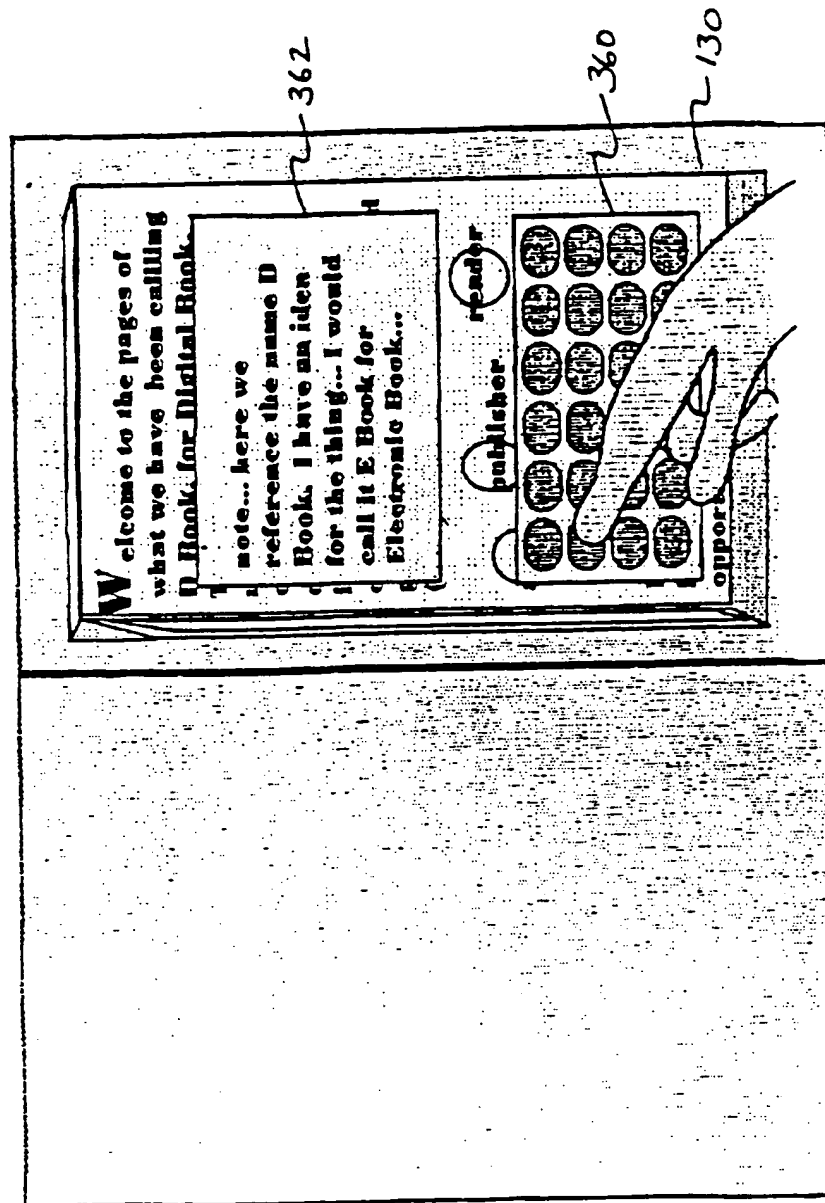 Welcome to the pages of
what we have been callling
D Book, for Digital Book.
note... here we
reference the name D
Book. I have an idea
for the thing... I would
call it E Book for
Electronic Book...
publisher reader
oppor
362
360
130